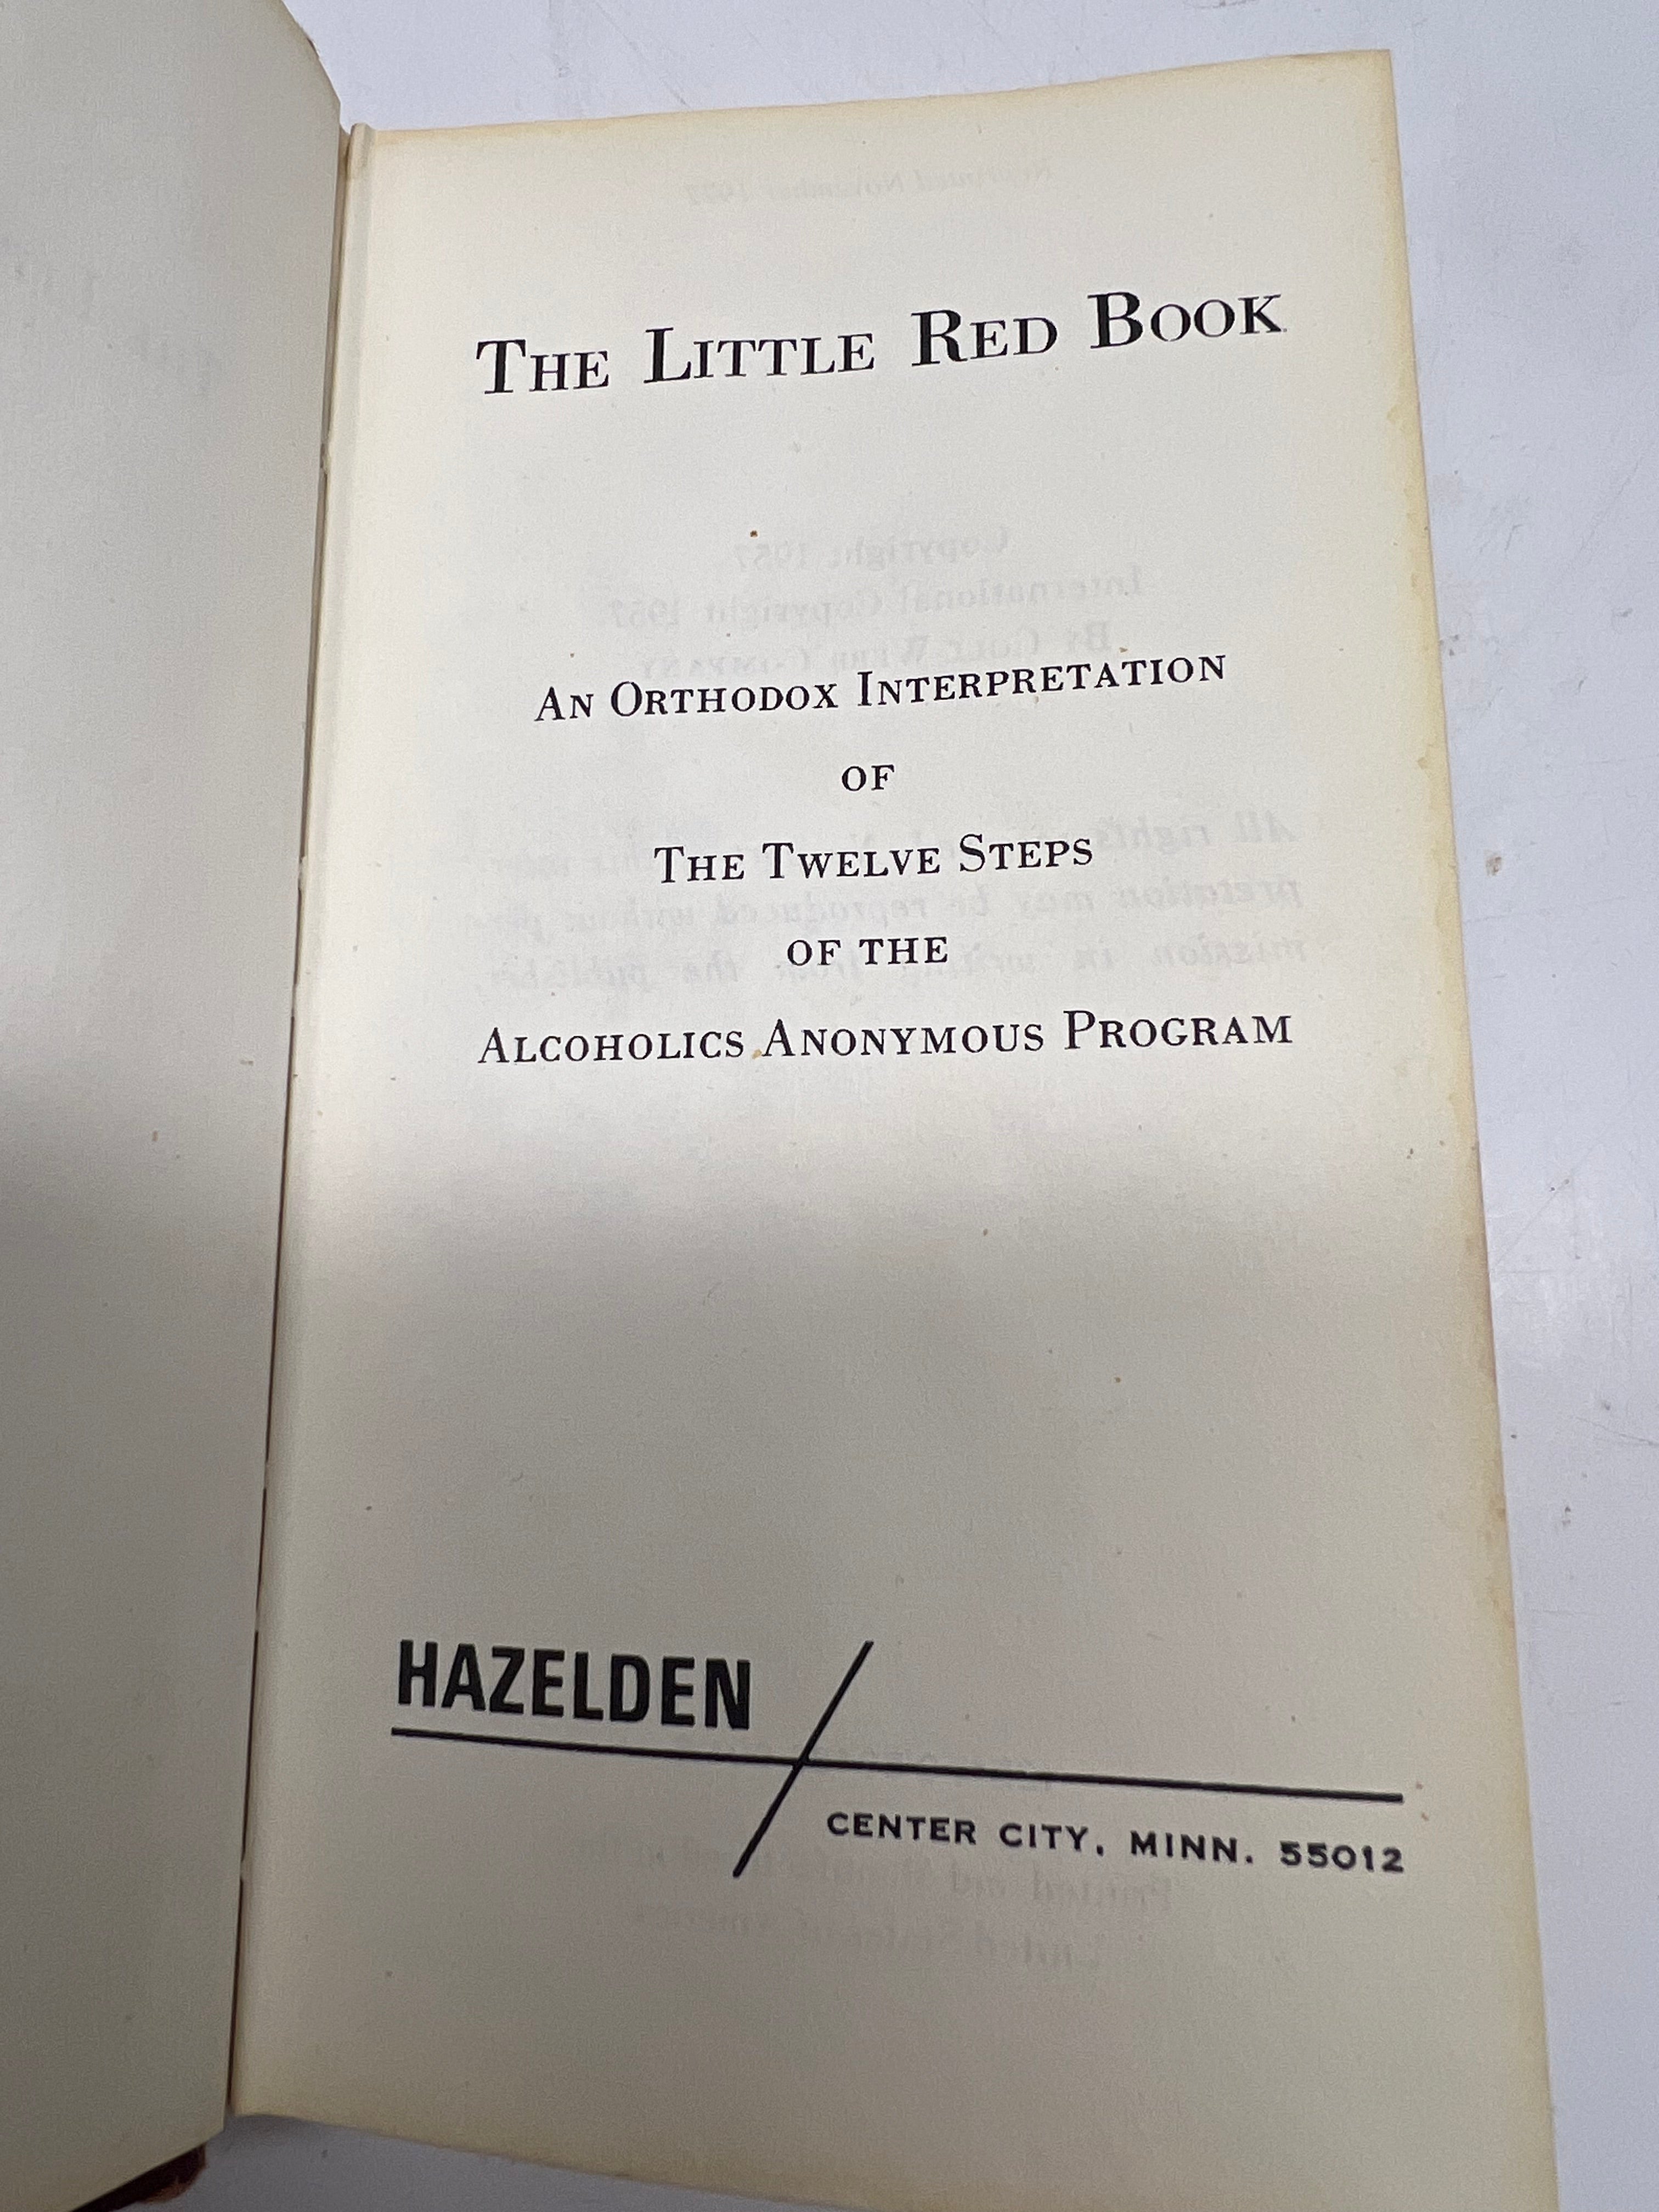 The Little Red Book
An Orthodox Interpretation
of
The Twelve Steps
of the
Alcoholics Anonymous Program
HAZELDEN
CENTER CITY, MINN. 55012